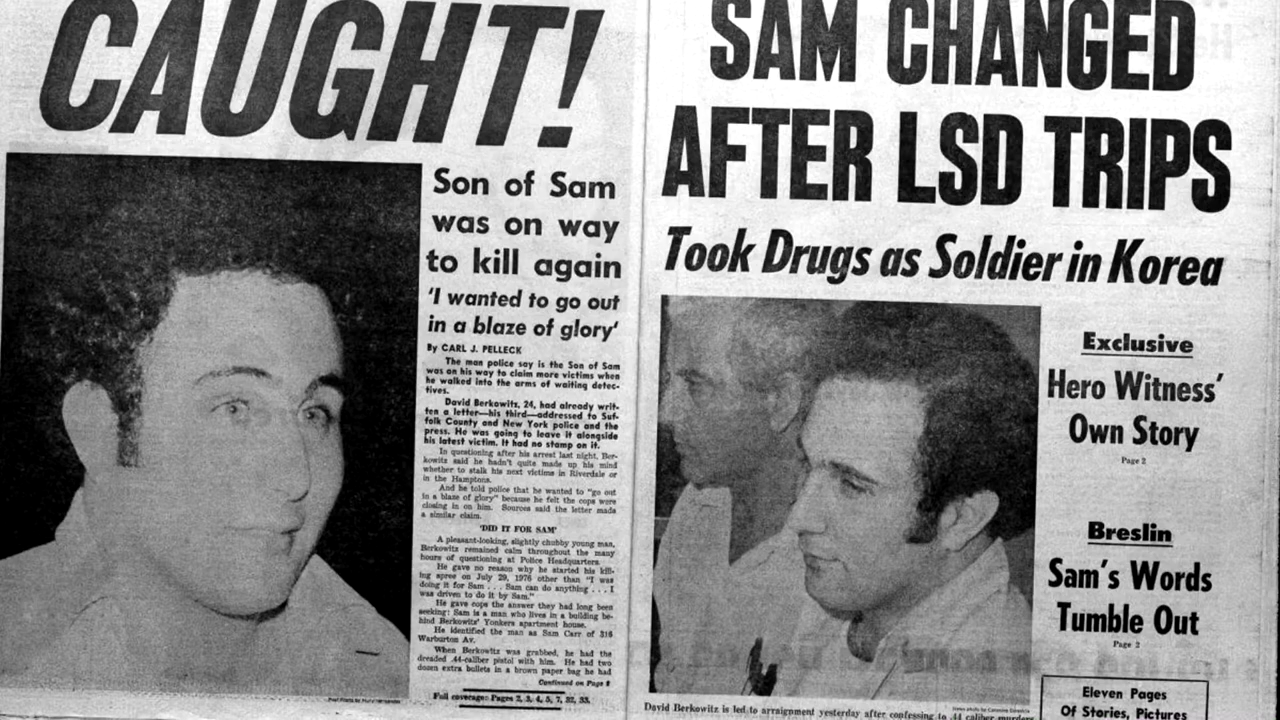 CAUGHT!
Son of Sam
was on way
to kill again
'I wanted to go out
in a blaze of glory'
By CARL J. PELLECK
The man police say is the Son of Sam
was on his way to claim more victims when
he walked into the arms of waiting detec-
tives.
David Berkowitz, 24, had already writ-
ten a letter—his third—addressed to Suf-
folk County and New York police and the
press. He was going to leave it alongside
his latest victim. It had no stamp on it.
In questioning after his arrest last night, Ber-
kowitz said he hadn't quite made up his mind
whether to stalk his next victims in Riverdale or
in the Hamptons.
And he told police that he wanted to "go out
in a blaze of glory" because he felt the cops were
closing in on him. Sources said the letter made
a similar claim.
'DID IT FOR SAM'
A pleasant-looking, slightly chubby young man,
Berkowitz remained calm throughout the many
hours of questioning at Police Headquarters.
He gave no reason why he started his kill-
ing spree on July 29, 1976 other than "I was
doing it for Sam . . . Sam can do anything . . . I
was driven to do it by Sam."
He gave cops the answer they had long been
seeking: Sam is a man who lives in a building be-
hind Berkowitz' Yonkers apartment house.
He identified the man as Sam Carr of 316
Warburton Av.
When Berkowitz was grabbed, he had the
dreaded .44-caliber pistol with him. He had two
dozen extra bullets in a brown paper bag he had
Continued on Page
Full coverage: Pages 2, 3, 4, 5, 7, 32, 33.
SAM CHANGED
AFTER LSD TRIPS
Took Drugs as Soldier in Korea
Exclusive
Hero Witness'
Own Story
Page 2
Breslin
Sam's Words
Tumble Out
Page 2
Eleven Pages
Of Stories, Pictures
David Berkowitz is led to arraignment yesterday after confessing to .44 caliber murders